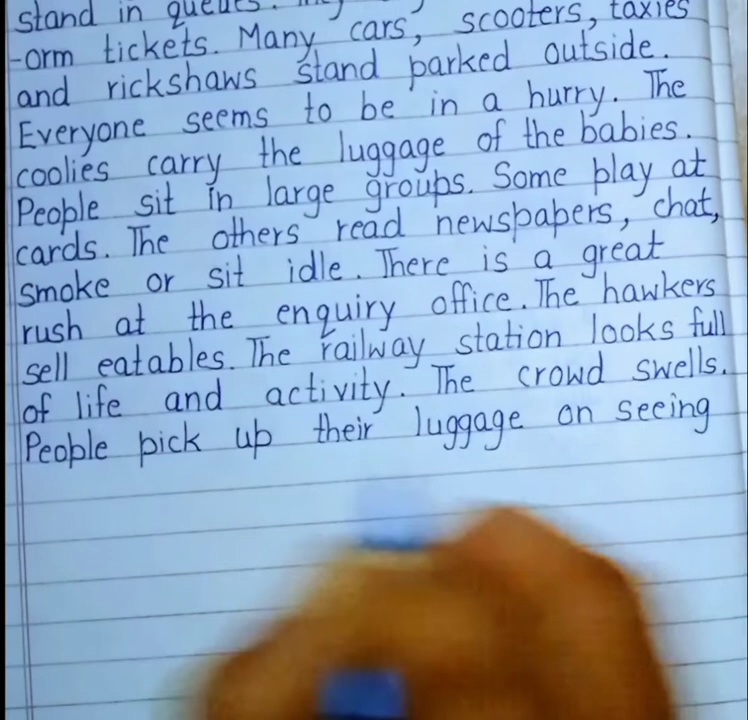 stand in queues.
-orm tickets. Many cars, scooters, taxies
and rickshaws stand parked outside.
Everyone seems to be in a hurry. The
coolies carry the luggage of the babies.
People sit in large groups. Some play at
cards. The others read newspapers, chat,
smoke or sit idle. There is a great
rush at the enquiry office. The hawkers
sell eatables. The railway station looks full
of life and activity. The crowd swells.
People pick up their luggage on seeing